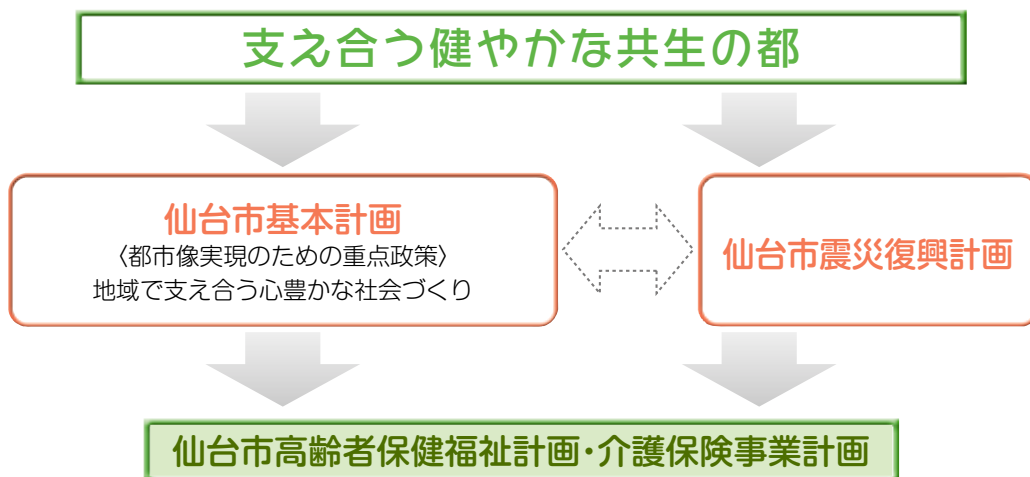 支え合う健やかな共生の都
仙台市基本計画
〈都市像実現のための重点政策〉
地域で支え合う心豊かな社会づくり
仙台市震災復興計画
仙台市高齢者保健福祉計画・介護保険事業計画